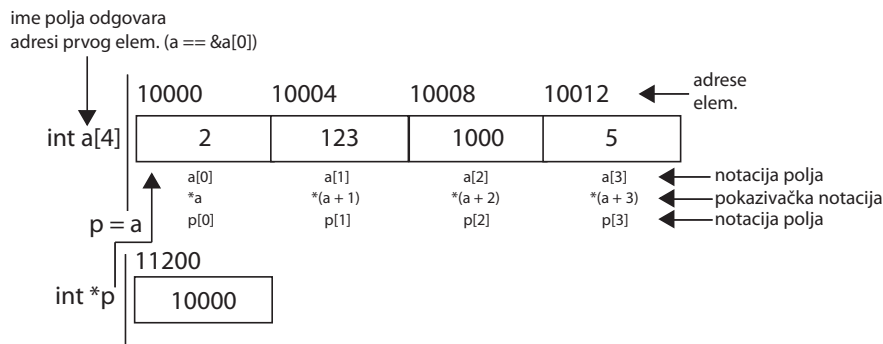 ime polja odgovara
adresi prvog elem. (a == &a[0])
10000 10004 10008 10012 adrese
elem.
int a[4] 2 123 1000 5
a[0] a[1] a[2] a[3] notacija polja
*a *(a + 1) *(a + 2) *(a + 3) pokazivačka notacija
p = a p[0] p[1] p[2] p[3] notacija polja
11200
int *p 10000